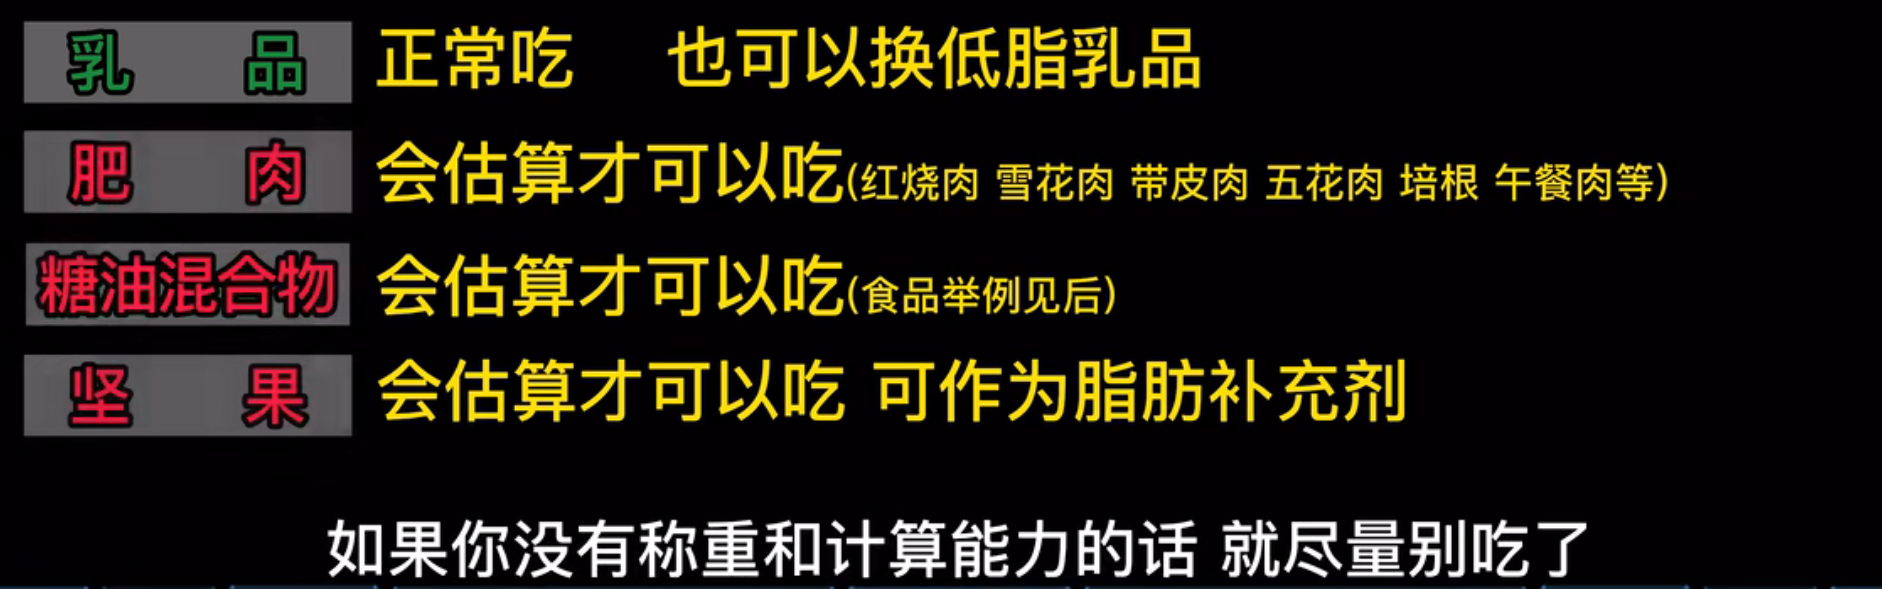 乳 品 正常吃 也可以换低脂乳品
肥 肉 会估算才可以吃(红烧肉 雪花肉 带皮肉 五花肉 培根 午餐肉等)
糖油混合物 会估算才可以吃(食品举例见后)
坚 果 会估算才可以吃 可作为脂肪补充剂
如果你没有称重和计算能力的话 就尽量别吃了